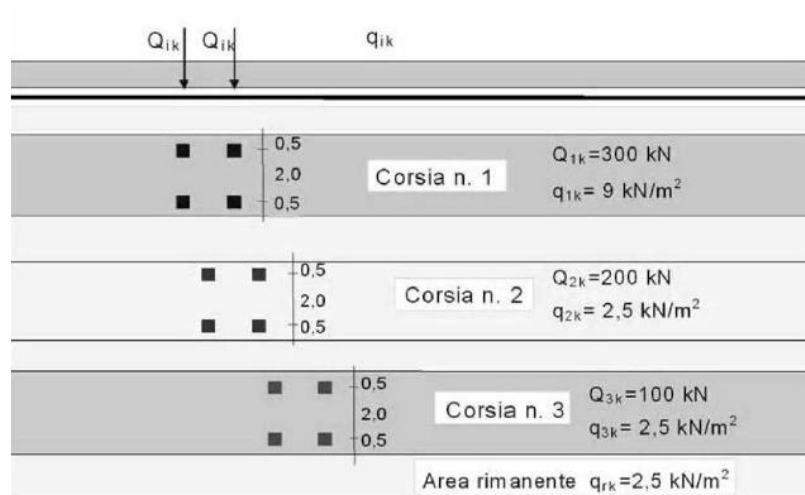 Qik Qik qik
0,5
2,0
0,5
Corsia n. 1
Q1k=300 kN
q1k= 9 kN/m²
0,5
2,0
0,5
Corsia n. 2
Q2k=200 kN
q2k= 2,5 kN/m²
0,5
2,0
0,5
Corsia n. 3
Q3k=100 kN
q3k= 2,5 kN/m²
Area rimanente qrk=2,5 kN/m²